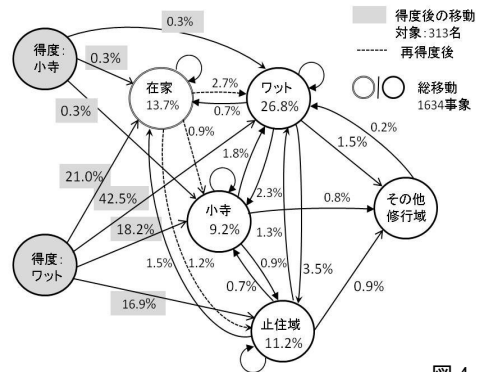 得度後の移動
対象：313名
再得度後
総移動
1634事象
得度：
小寺
0.3%
0.3%
0.3%
在家
13.7%
2.7%
0.7%
ワット
26.8%
0.9%
1.8%
1.5%
0.2%
21.0%
42.5%
18.2%
小寺
9.2%
2.3%
0.8%
その他
修行域
得度：
ワット
1.3%
1.5%
1.2%
0.9%
0.7%
3.5%
0.9%
16.9%
止住域
11.2%